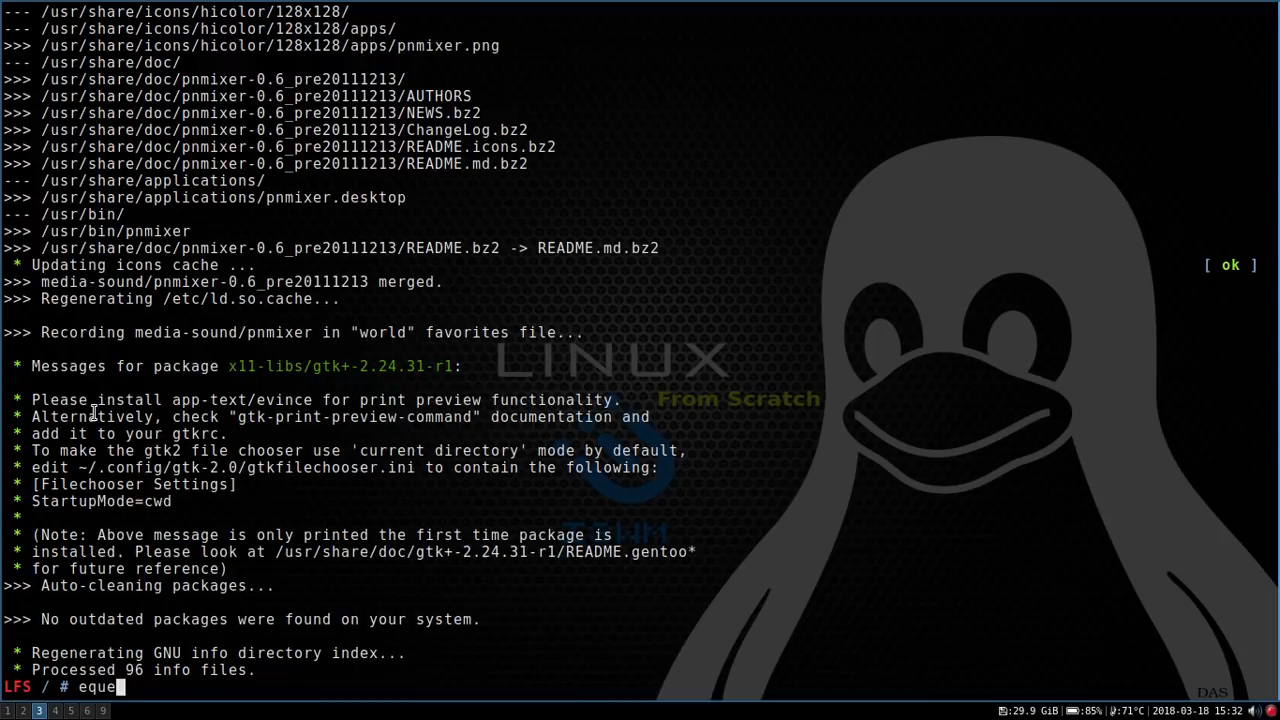 --- /usr/share/icons/hicolor/128x128/
--- /usr/share/icons/hicolor/128x128/apps/
>>> /usr/share/icons/hicolor/128x128/apps/pnmixer.png
--- /usr/share/doc/
>>> /usr/share/doc/pnmixer-0.6_pre20111213/
>>> /usr/share/doc/pnmixer-0.6_pre20111213/AUTHORS
>>> /usr/share/doc/pnmixer-0.6_pre20111213/NEWS.bz2
>>> /usr/share/doc/pnmixer-0.6_pre20111213/ChangeLog.bz2
>>> /usr/share/doc/pnmixer-0.6_pre20111213/README.icons.bz2
>>> /usr/share/doc/pnmixer-0.6_pre20111213/README.md.bz2
--- /usr/share/applications/
>>> /usr/share/applications/pnmixer.desktop
--- /usr/bin/
>>> /usr/bin/pnmixer
>>> /usr/share/doc/pnmixer-0.6_pre20111213/README.bz2 -> README.md.bz2
* Updating icons cache ... [ ok ]
>>> media-sound/pnmixer-0.6_pre20111213 merged.
>>> Regenerating /etc/ld.so.cache...
>>> Recording media-sound/pnmixer in "world" favorites file...
LINUX
* Messages for package x11-libs/gtk+-2.24.31-r1:
* Please install app-text/evince for print preview functionality.
From Scratch
* Alternatively, check "gtk-print-preview-command" documentation and
* add it to your gtkrc.
* To make the gtk2 file chooser use 'current directory' mode by default,
* edit ~/.config/gtk-2.0/gtkfilechooser.ini to contain the following:
* [Filechooser Settings]
* StartupMode=cwd
*
* (Note: Above message is only printed the first time package is
* installed. Please look at /usr/share/doc/gtk+-2.24.31-r1/README.gentoo*
* for future reference)
>>> Auto-cleaning packages...
>>> No outdated packages were found on your system.
* Regenerating GNU info directory index...
* Processed 96 info files.
LFS / # eque
DAS
1 2 3 4 5 6 7 8 9
:29.9 GiB :85% :71°C 2018-03-18 15:32